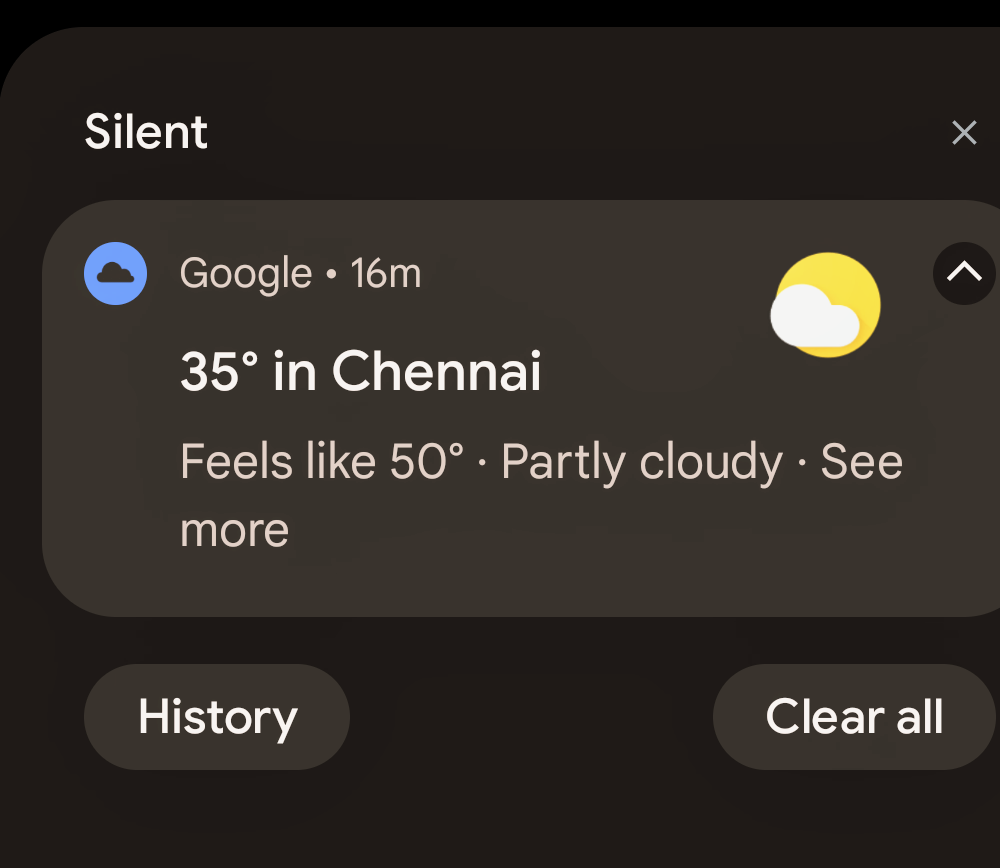 Silent
Google • 16m
35° in Chennai
Feels like 50° · Partly cloudy · See
more
History
Clear all